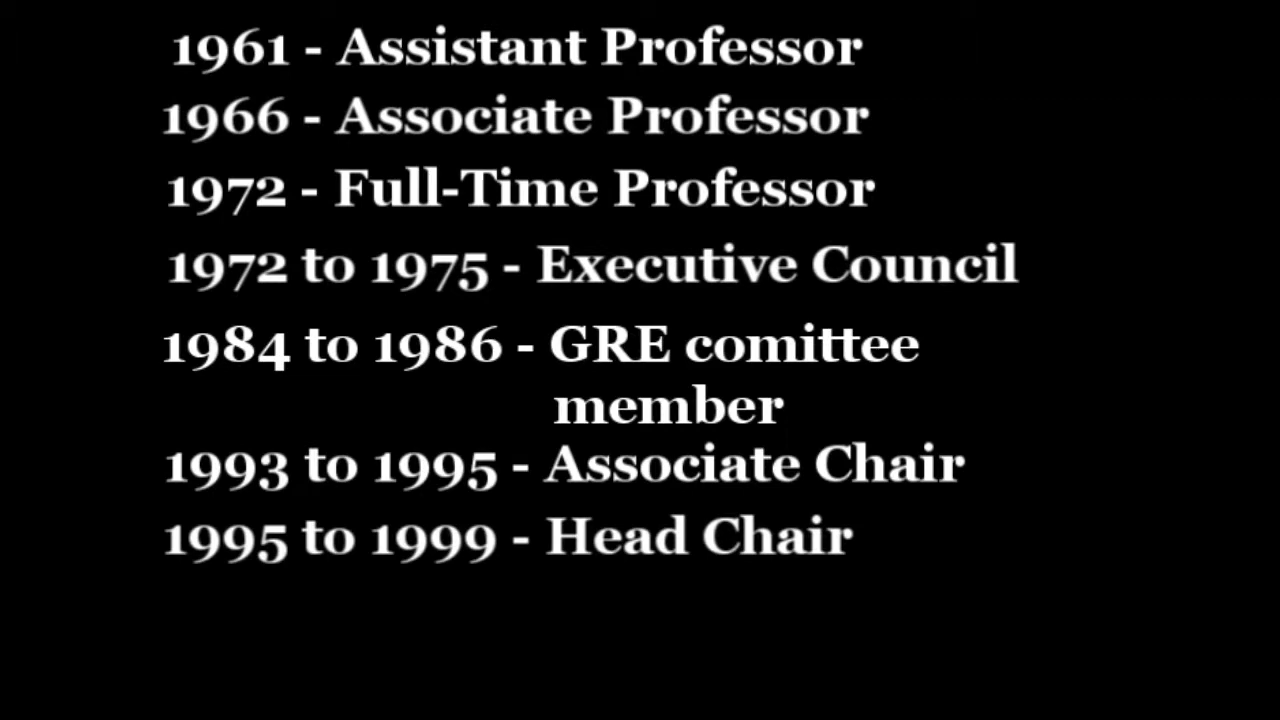 1961 - Assistant Professor
1966 - Associate Professor
1972 - Full-Time Professor
1972 to 1975 - Executive Council
1984 to 1986 - GRE comittee
member
1993 to 1995 - Associate Chair
1995 to 1999 - Head Chair